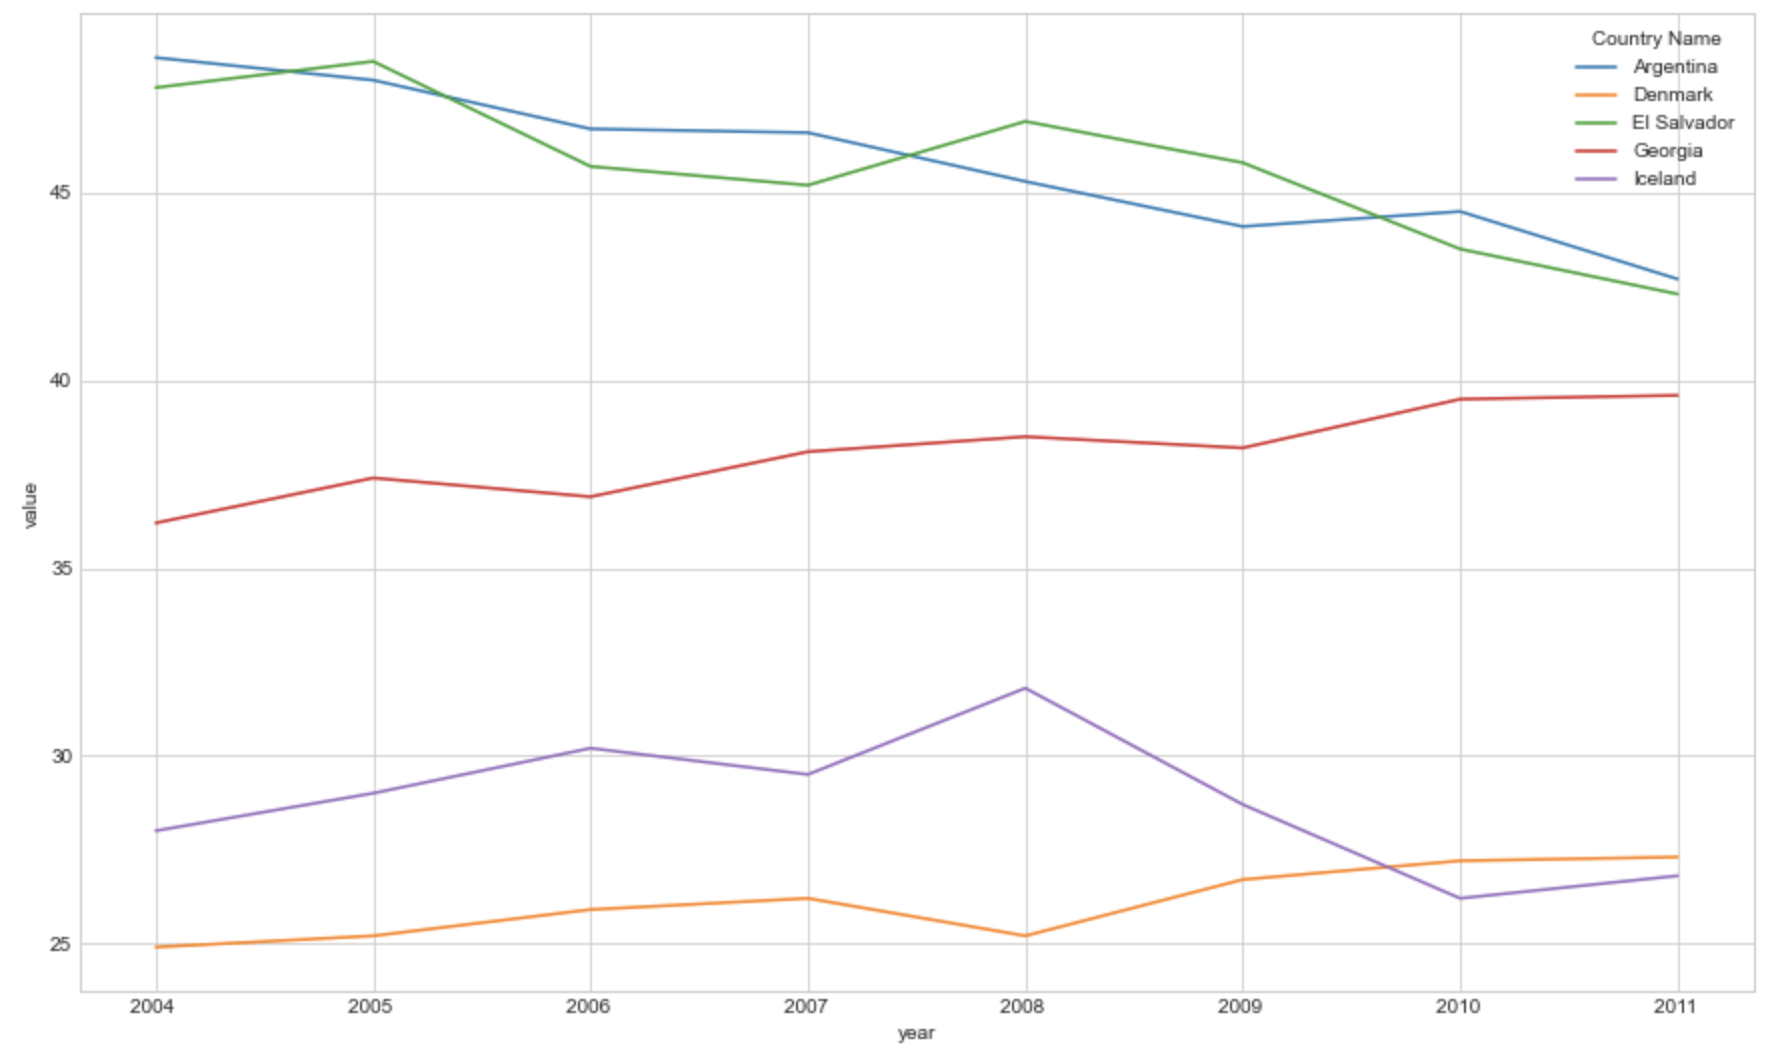 Country Name
Argentina
Denmark
El Salvador
Georgia
Iceland
45
40
35
30
25
value
2004 2005 2006 2007 2008 2009 2010 2011
year